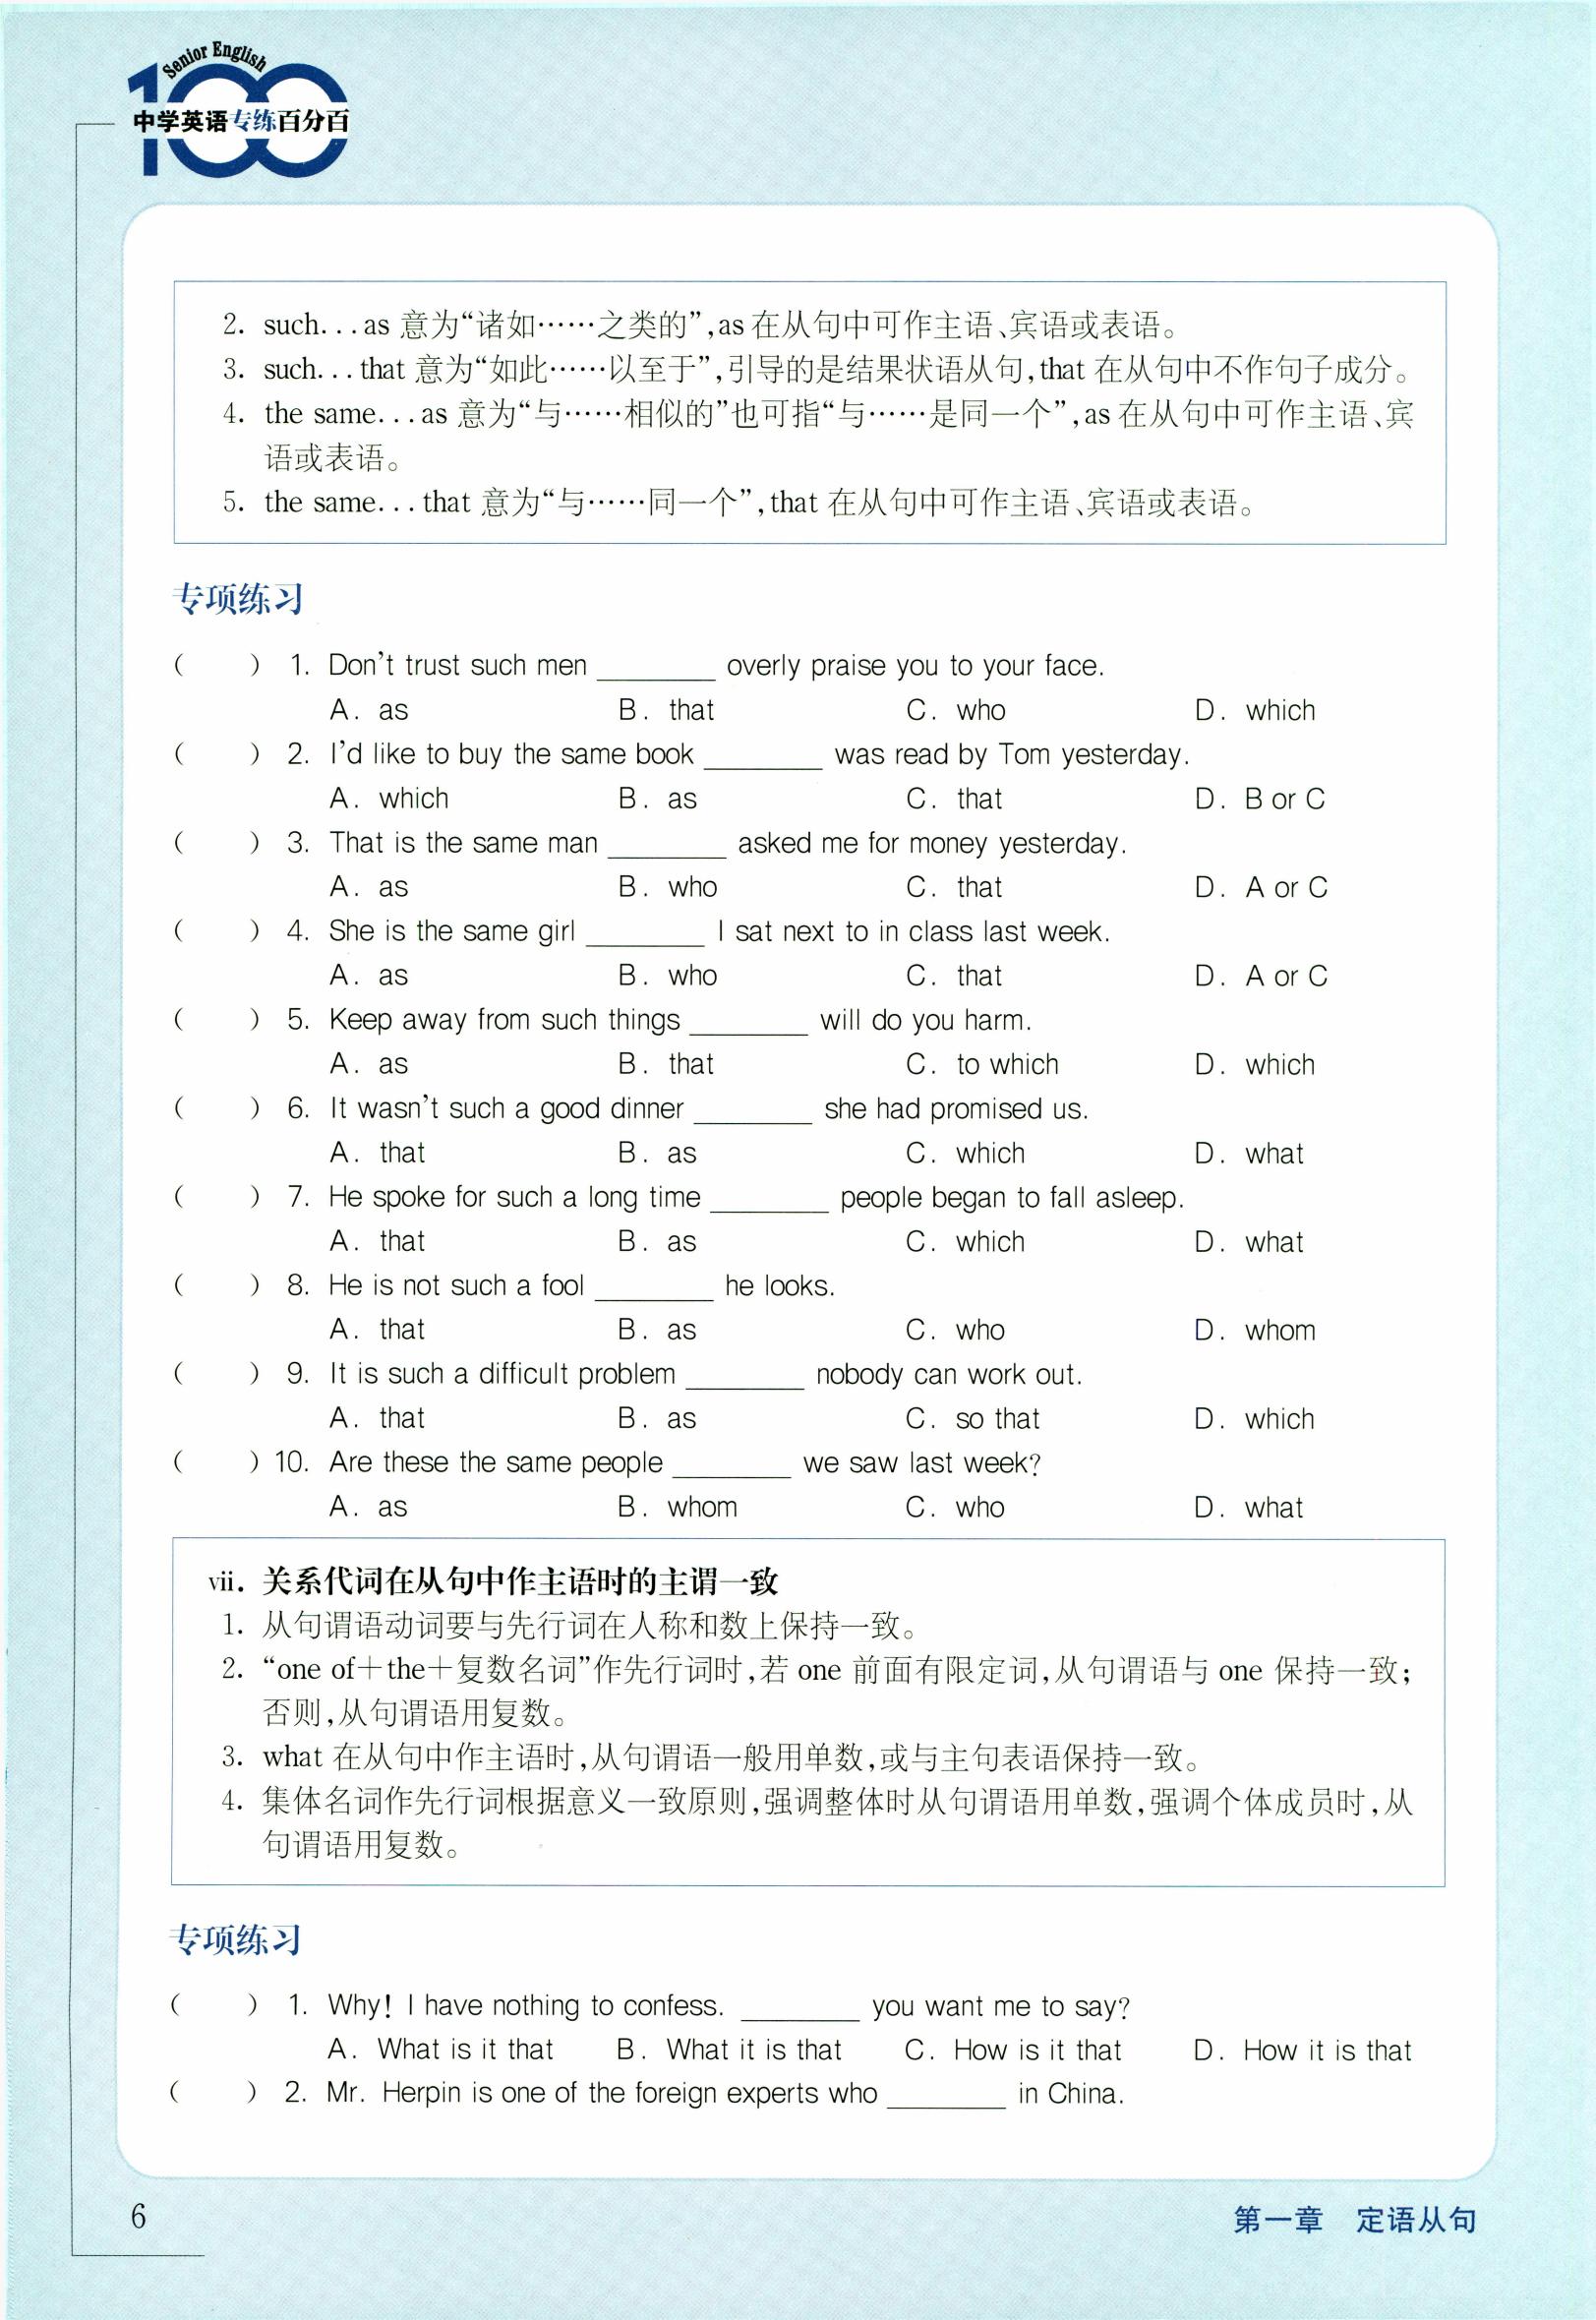 Senior English
100
中学英语专练百分百
2. such...as 意为“诸如……之类的”,as在从句中可作主语、宾语或表语。
3. such...that 意为“如此……以至于”,引导的是结果状语从句,that 在从句中不作句子成分。
4. the same...as 意为“与……相似的”也可指“与……是同一个”,as在从句中可作主语、宾
语或表语。
5. the same...that 意为“与……同一个”,that 在从句中可作主语、宾语或表语。
专项练习
( ) 1. Don't trust such men ________ overly praise you to your face.
A. as B. that C. who D. which
( ) 2. I'd like to buy the same book ________ was read by Tom yesterday.
A. which B. as C. that D. B or C
( ) 3. That is the same man ________ asked me for money yesterday.
A. as B. who C. that D. A or C
( ) 4. She is the same girl ________ I sat next to in class last week.
A. as B. who C. that D. A or C
( ) 5. Keep away from such things ________ will do you harm.
A. as B. that C. to which D. which
( ) 6. It wasn't such a good dinner ________ she had promised us.
A. that B. as C. which D. what
( ) 7. He spoke for such a long time ________ people began to fall asleep.
A. that B. as C. which D. what
( ) 8. He is not such a fool ________ he looks.
A. that B. as C. who D. whom
( ) 9. It is such a difficult problem ________ nobody can work out.
A. that B. as C. so that D. which
( ) 10. Are these the same people ________ we saw last week?
A. as B. whom C. who D. what
vii. 关系代词在从句中作主语时的主谓一致
1. 从句谓语动词要与先行词在人称和数上保持一致。
2. “one of+the+复数名词”作先行词时,若 one 前面有限定词,从句谓语与 one 保持一致;
否则,从句谓语用复数。
3. what 在从句中作主语时,从句谓语一般用单数,或与主句表语保持一致。
4. 集体名词作先行词根据意义一致原则,强调整体时从句谓语用单数,强调个体成员时,从
句谓语用复数。
专项练习
( ) 1. Why! I have nothing to confess. ________ you want me to say?
A. What is it that B. What it is that C. How is it that D. How it is that
( ) 2. Mr. Herpin is one of the foreign experts who ________ in China.
6
第一章 定语从句